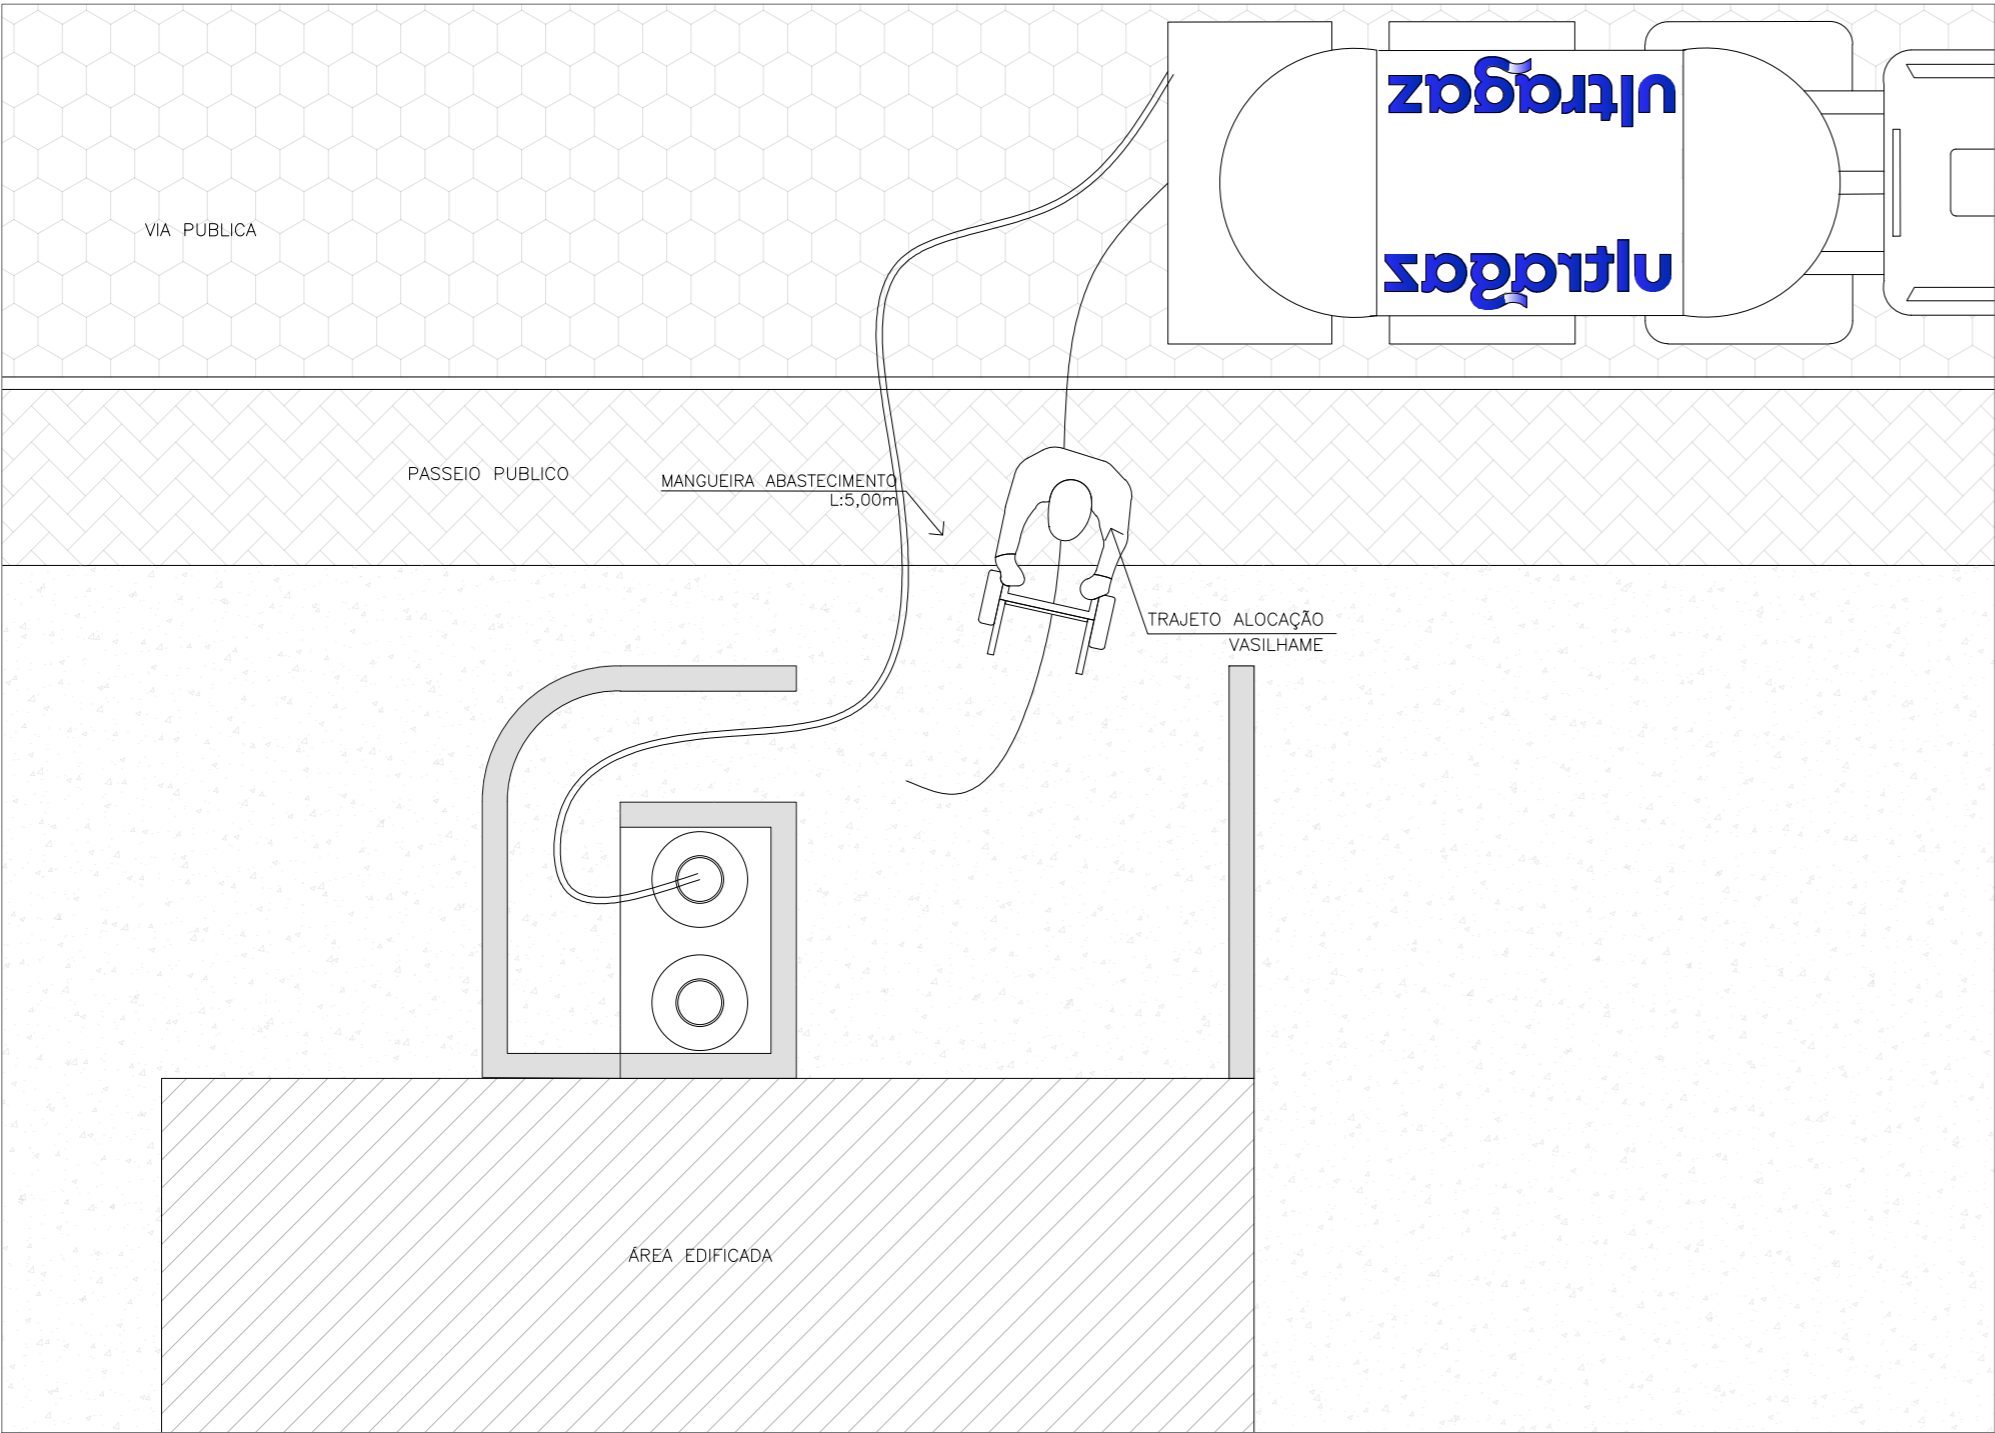 ultragaz
ultragaz
VIA PUBLICA
PASSEIO PUBLICO
MANGUEIRA ABASTECIMENTO
L:5,00m
TRAJETO ALOCAÇÃO
VASILHAME
ÁREA EDIFICADA